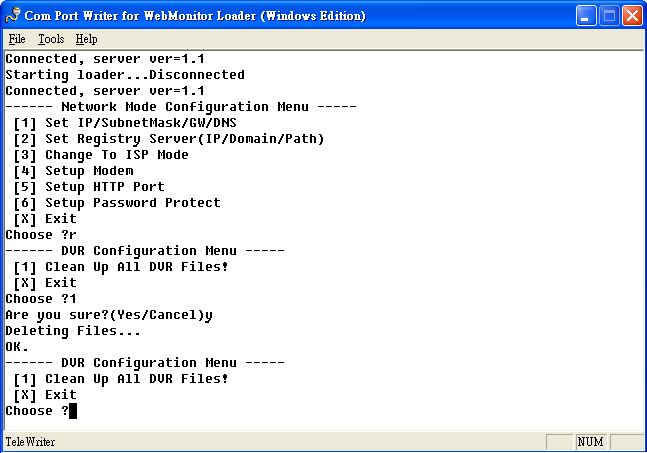 Com Port Writer for WebMonitor Loader (Windows Edition)
File Tools Help
Connected, server ver=1.1
Starting loader...Disconnected
Connected, server ver=1.1
------ Network Mode Configuration Menu -----
[1] Set IP/SubnetMask/GW/DNS
[2] Set Registry Server(IP/Domain/Path)
[3] Change To ISP Mode
[4] Setup Modem
[5] Setup HTTP Port
[6] Setup Password Protect
[X] Exit
Choose ?r
------ DVR Configuration Menu -----
[1] Clean Up All DVR Files!
[X] Exit
Choose ?1
Are you sure?(Yes/Cancel)y
Deleting Files...
OK.
------ DVR Configuration Menu -----
[1] Clean Up All DVR Files!
[X] Exit
Choose ?
TeleWriter NUM